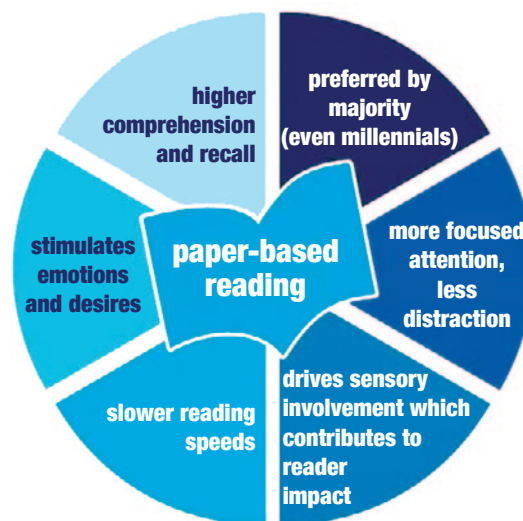 higher
comprehension
and recall
preferred by
majority
(even millennials)
stimulates
emotions
and desires
paper-based
reading
more focused
attention,
less
distraction
slower reading
speeds
drives sensory
involvement which
contributes to
reader
impact